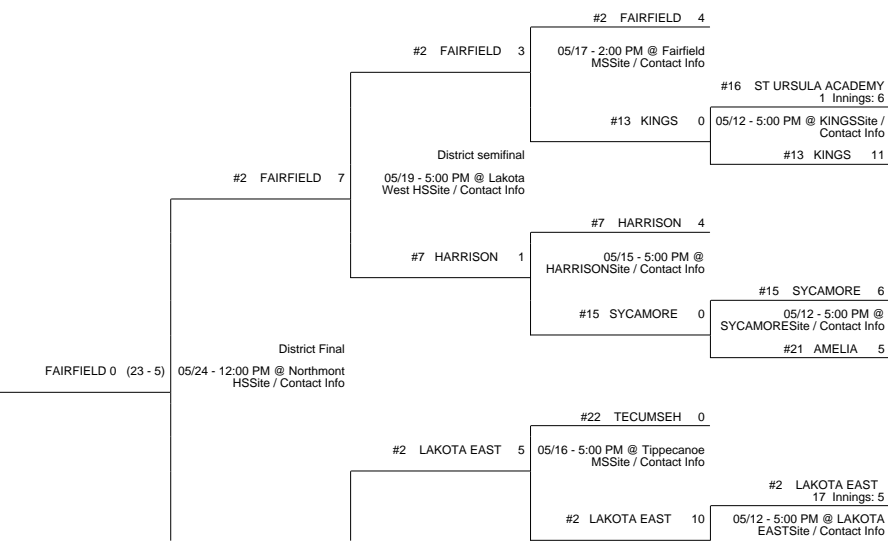 #2 FAIRFIELD 4
#2 FAIRFIELD 3
05/17 - 2:00 PM @ Fairfield
MSSite / Contact Info
#16 ST URSULA ACADEMY
1 Innings: 6
#13 KINGS 0
05/12 - 5:00 PM @ KINGSSite /
Contact Info
#13 KINGS 11
District semifinal
#2 FAIRFIELD 7
05/19 - 5:00 PM @ Lakota
West HSSite / Contact Info
#7 HARRISON 4
#7 HARRISON 1
05/15 - 5:00 PM @
HARRISONSite / Contact Info
#15 SYCAMORE 6
#15 SYCAMORE 0
05/12 - 5:00 PM @
SYCAMORESite / Contact Info
#21 AMELIA 5
District Final
FAIRFIELD 0 (23 - 5)
05/24 - 12:00 PM @ Northmont
HSSite / Contact Info
#22 TECUMSEH 0
#2 LAKOTA EAST 5
05/16 - 5:00 PM @ Tippecanoe
MSSite / Contact Info
#2 LAKOTA EAST
17 Innings: 5
#2 LAKOTA EAST 10
05/12 - 5:00 PM @ LAKOTA
EASTSite / Contact Info